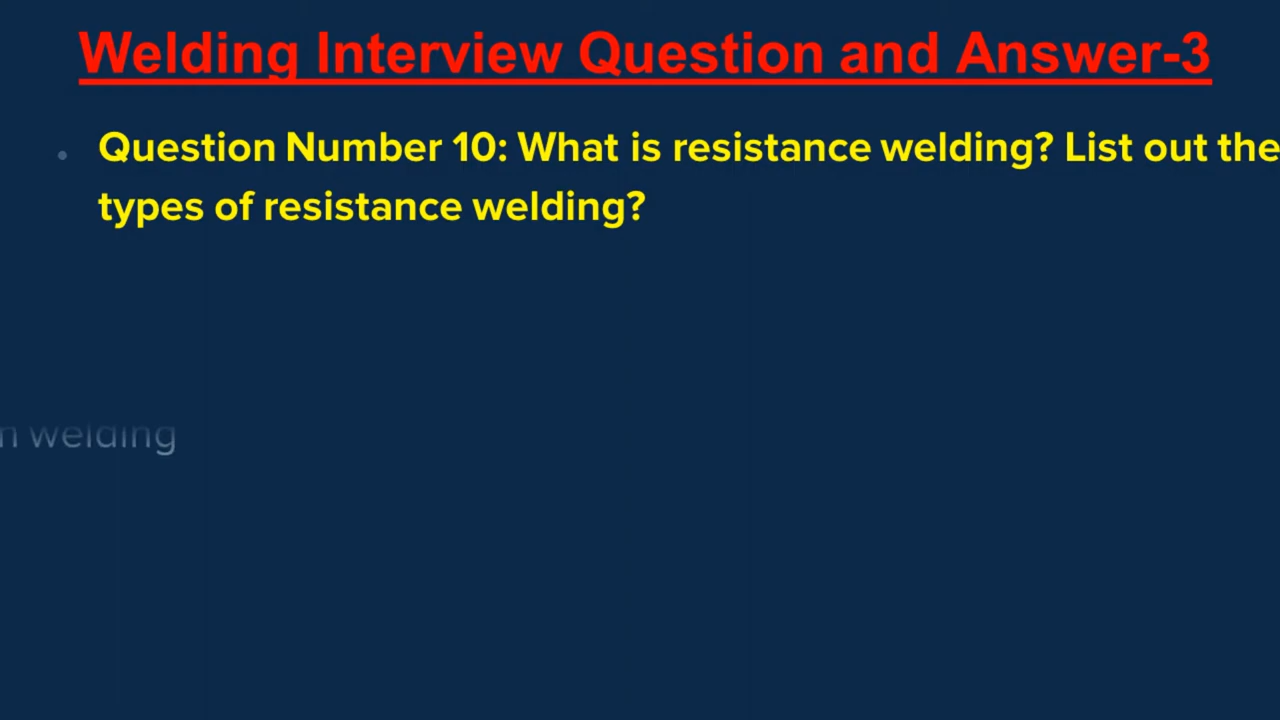 Welding Interview Question and Answer-3
Question Number 10: What is resistance welding? List out the
types of resistance welding?
n welding